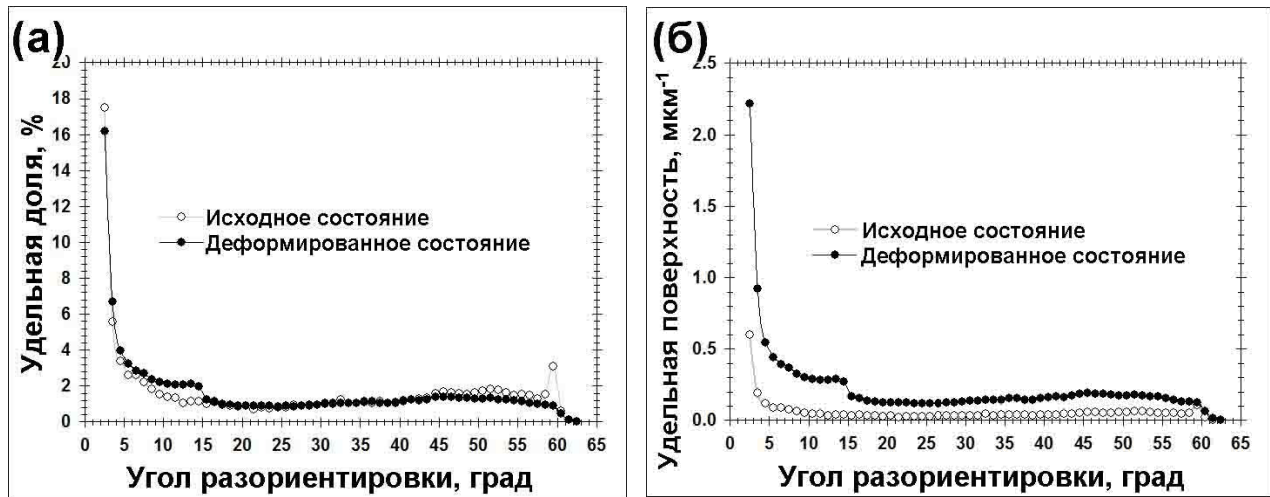 (а)
20
18
16
14
12
10
8
6
4
2
0
0 5 10 15 20 25 30 35 40 45 50 55 60 65
Удельная доля, %
Угол разориентировки, град
Исходное состояние
Деформированное состояние
(б)
2.5
2.0
1.5
1.0
0.5
0.0
0 5 10 15 20 25 30 35 40 45 50 55 60 65
Удельная поверхность, мкм⁻¹
Угол разориентировки, град
Исходное состояние
Деформированное состояние